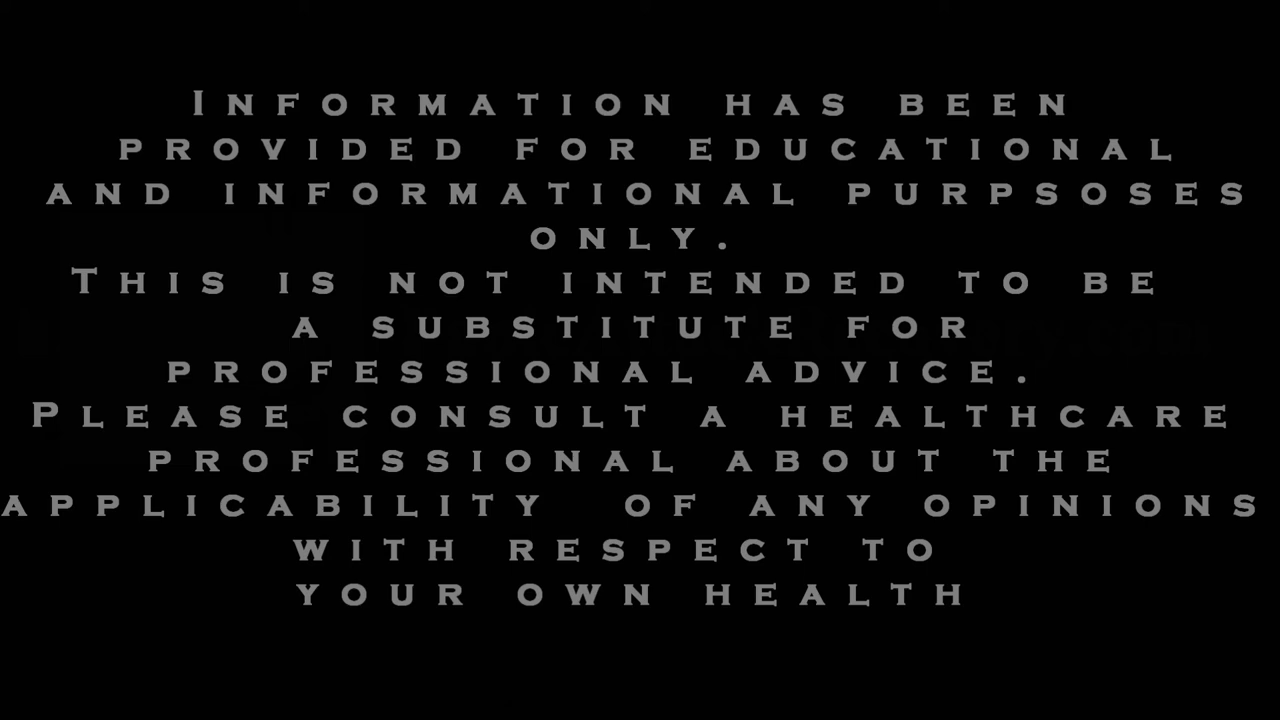 Information has been
provided for educational
and informational purpsoses
only.
This is not intended to be
a substitute for
professional advice.
Please consult a healthcare
professional about the
applicability of any opinions
with respect to
your own health